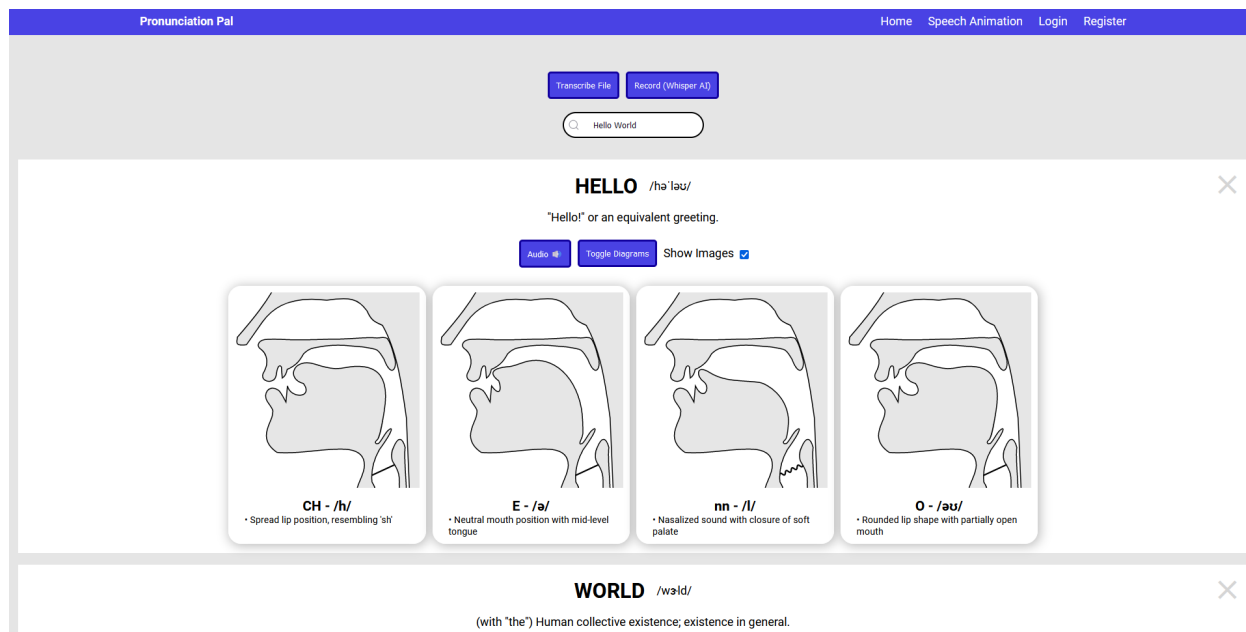 Pronunciation Pal
Home Speech Animation Login Register
Transcribe File Record (Whisper AI)
Hello World
HELLO /həˈləʊ/
"Hello!" or an equivalent greeting.
Audio 🔊 Toggle Diagrams Show Images
CH - /h/
• Spread lip position, resembling 'sh'
E - /ə/
• Neutral mouth position with mid-level
tongue
nn - /l/
• Nasalized sound with closure of soft
palate
O - /əʊ/
• Rounded lip shape with partially open
mouth
WORLD /wɝld/
(with "the") Human collective existence; existence in general.